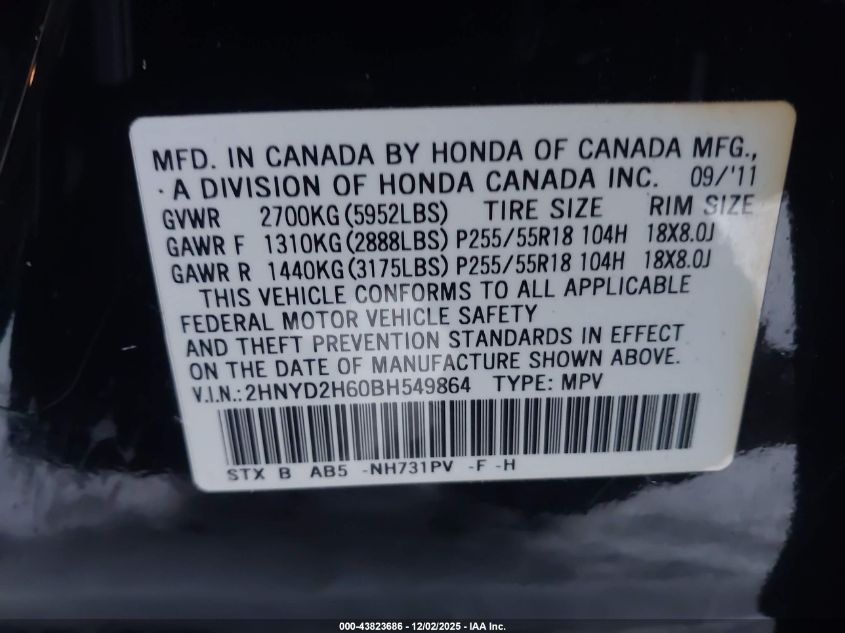 MFD. IN CANADA BY HONDA OF CANADA MFG.,
A DIVISION OF HONDA CANADA INC. 09/'11
GVWR 2700KG(5952LBS) TIRE SIZE RIM SIZE
GAWR F 1310KG(2888LBS) P255/55R18 104H 18X8.0J
GAWR R 1440KG(3175LBS) P255/55R18 104H 18X8.0J
THIS VEHICLE CONFORMS TO ALL APPLICABLE
FEDERAL MOTOR VEHICLE SAFETY
AND THEFT PREVENTION STANDARDS IN EFFECT
ON THE DATE OF MANUFACTURE SHOWN ABOVE.
V.I.N.:2HNYD2H60BH549864 TYPE: MPV
STX B AB5 -NH731PV -F -H
000-43823686 - 12/02/2025 - IAA Inc.